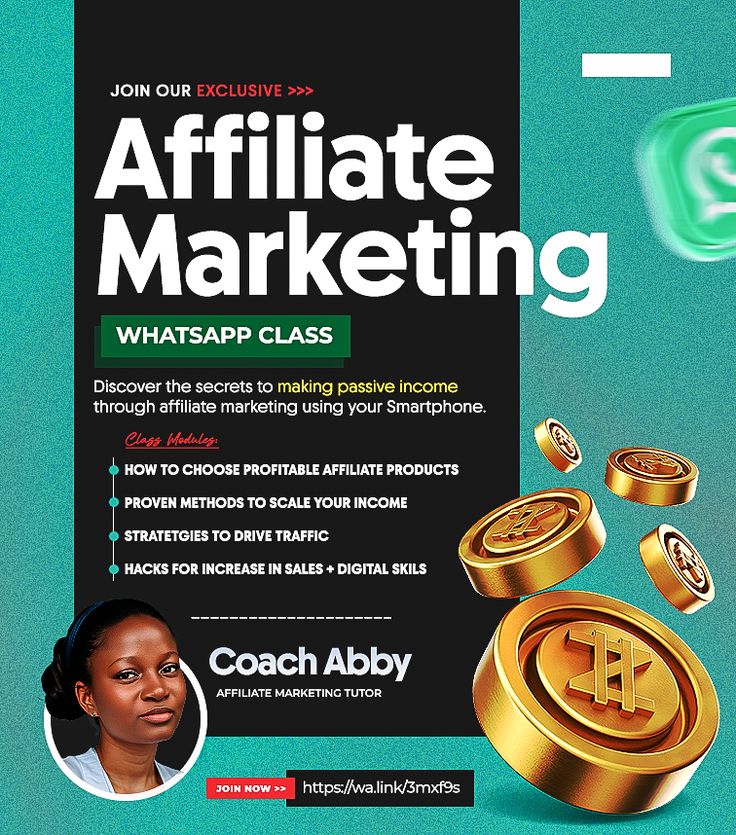 JOIN OUR EXCLUSIVE >>>
Affiliate
Marketing
WHATSAPP CLASS
Discover the secrets to making passive income
through affiliate marketing using your Smartphone.
Class Modules:
HOW TO CHOOSE PROFITABLE AFFILIATE PRODUCTS
PROVEN METHODS TO SCALE YOUR INCOME
STRATETGIES TO DRIVE TRAFFIC
HACKS FOR INCREASE IN SALES + DIGITAL SKILS
Coach Abby
AFFILIATE MARKETING TUTOR
JOIN NOW >> https://wa.link/3mxf9s